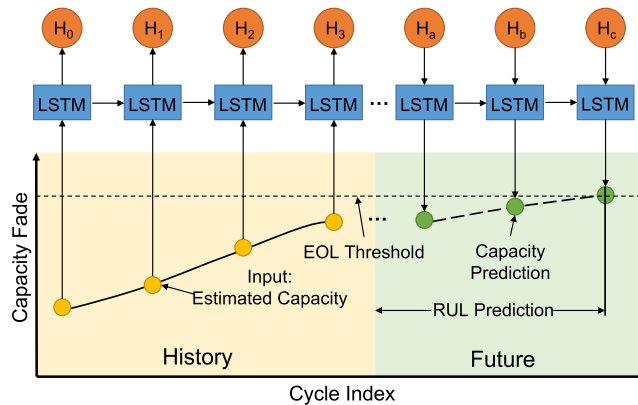 H0 H1 H2 H3 Ha Hb Hc
LSTM LSTM LSTM LSTM ... LSTM LSTM LSTM
Capacity Fade
...
EOL Threshold
Capacity
Prediction
Input:
Estimated Capacity
RUL Prediction
History Future
Cycle Index